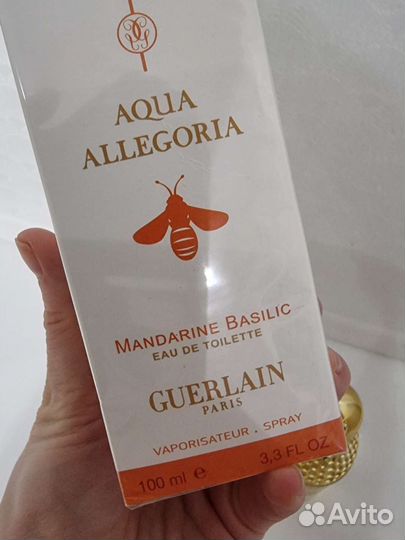 AQUA
ALLEGORIA
MANDARINE BASILIC
EAU DE TOILETTE
GUERLAIN
PARIS
VAPORISATEUR . SPRAY
100 ml e 3,3 FL OZ.
Avito